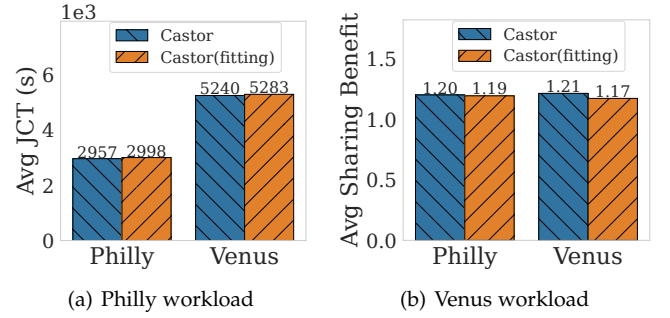 1e3
Avg JCT (s)
6
3
0
Castor
Castor(fitting)
2957
2998
5240
5283
Philly
Venus
(a) Philly workload
Avg Sharing Benefit
1.5
1.0
0.5
0.0
Castor
Castor(fitting)
1.20
1.19
1.21
1.17
Philly
Venus
(b) Venus workload